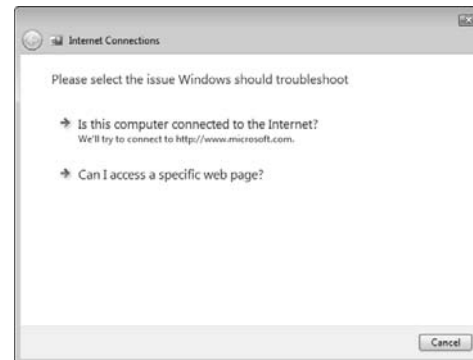 Internet Connections
Please select the issue Windows should troubleshoot
Is this computer connected to the Internet?
We'll try to connect to http://www.microsoft.com.
Can I access a specific web page?
Cancel